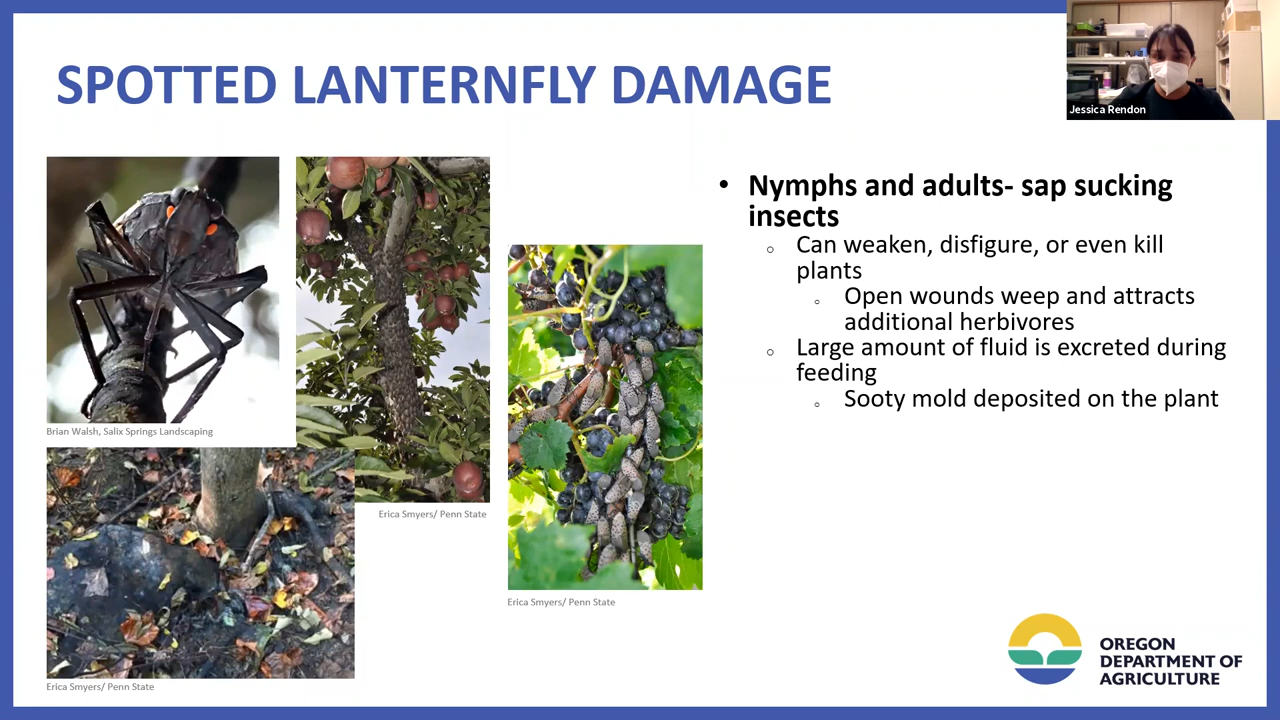 SPOTTED LANTERNFLY DAMAGE
Jessica Rendon
• Nymphs and adults- sap sucking
insects
○ Can weaken, disfigure, or even kill
plants
○ Open wounds weep and attracts
additional herbivores
○ Large amount of fluid is excreted during
feeding
○ Sooty mold deposited on the plant
Brian Walsh, Salix Springs Landscaping
Erica Smyers/ Penn State
Erica Smyers/ Penn State
Erica Smyers/ Penn State
OREGON
DEPARTMENT OF
AGRICULTURE